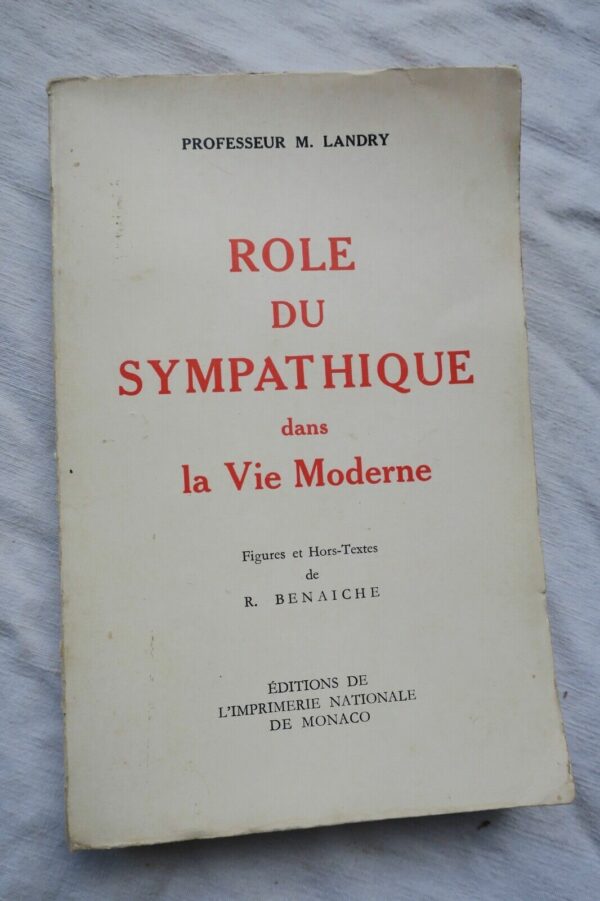 PROFESSEUR M. LANDRY
ROLE
DU
SYMPATHIQUE
dans
la Vie Moderne
Figures et Hors-Textes
de
R. BENAICHE
ÉDITIONS DE
L'IMPRIMERIE NATIONALE
DE MONACO